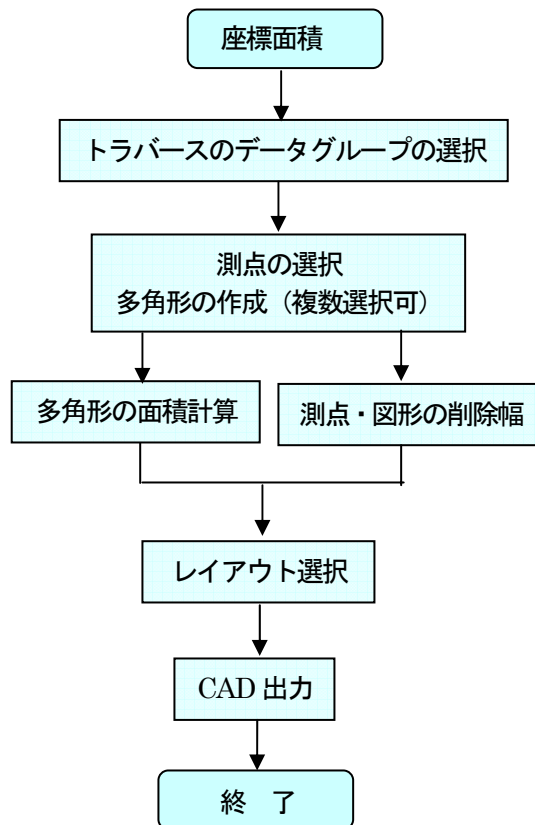 座標面積
トラバースのデータグループの選択
測点の選択
多角形の作成（複数選択可）
多角形の面積計算
測点・図形の削除幅
レイアウト選択
CAD 出力
終　了